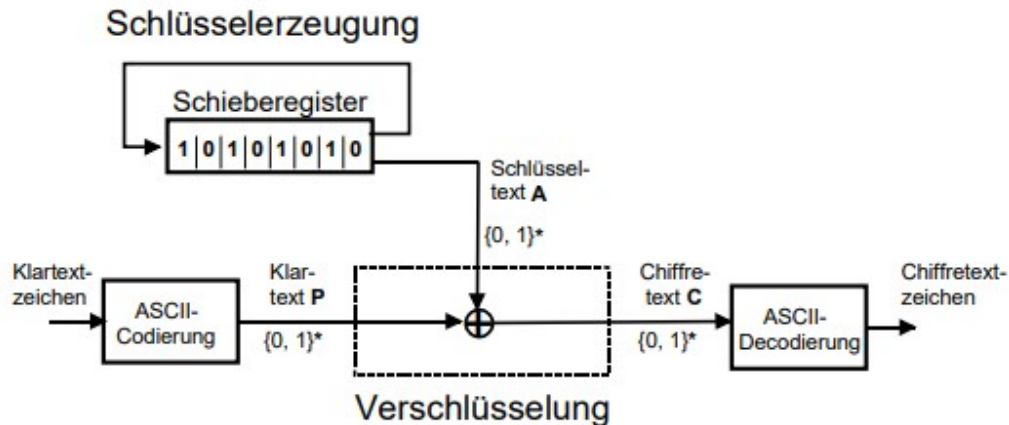 Schlüsselerzeugung
Schieberegister
1 0 1 0 1 0 1 0
Schlüssel-
text A
{0, 1}*
Klartext-
zeichen
ASCII-
Codierung
Klar-
text P
{0, 1}*
Chiffre-
text C
{0, 1}*
ASCII-
Decodierung
Chiffretext-
zeichen
Verschlüsselung